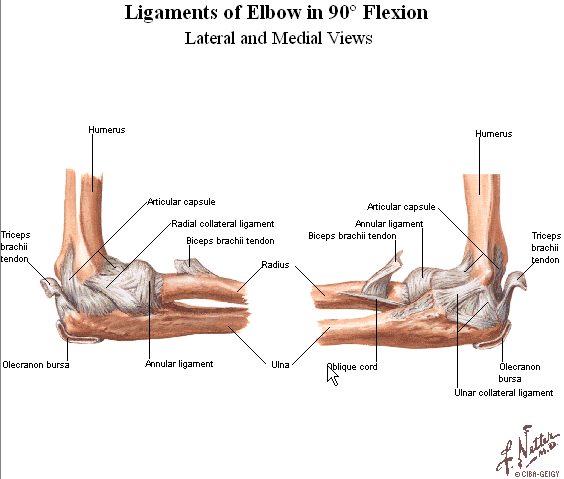 Ligaments of Elbow in 90° Flexion
Lateral and Medial Views
Humerus
Articular capsule
Radial collateral ligament
Biceps brachii tendon
Triceps
brachii
tendon
Radius
Olecranon bursa
Annular ligament
Ulna
Humerus
Articular capsule
Annular ligament
Biceps brachii tendon
Triceps
brachii
tendon
Oblique cord
Olecranon
bursa
Ulnar collateral ligament
F. Netter
M.D.
© CIBA-GEIGY